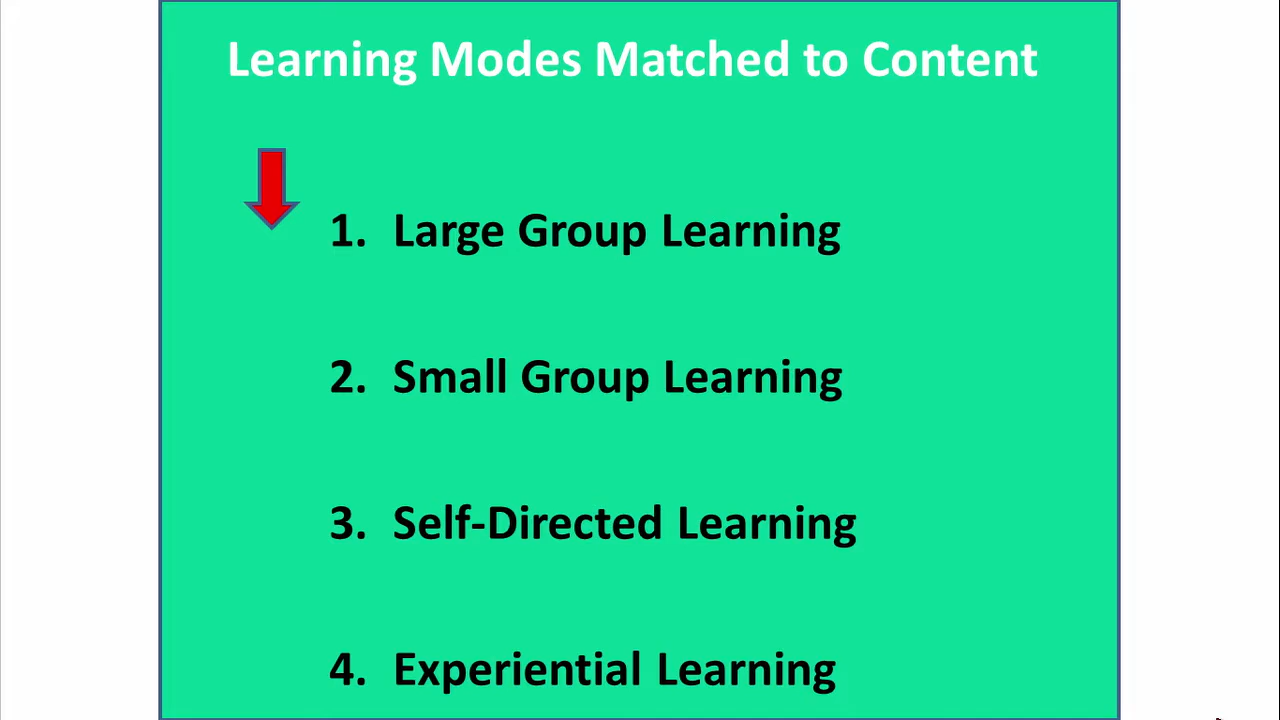 Learning Modes Matched to Content
1. Large Group Learning
2. Small Group Learning
3. Self-Directed Learning
4. Experiential Learning